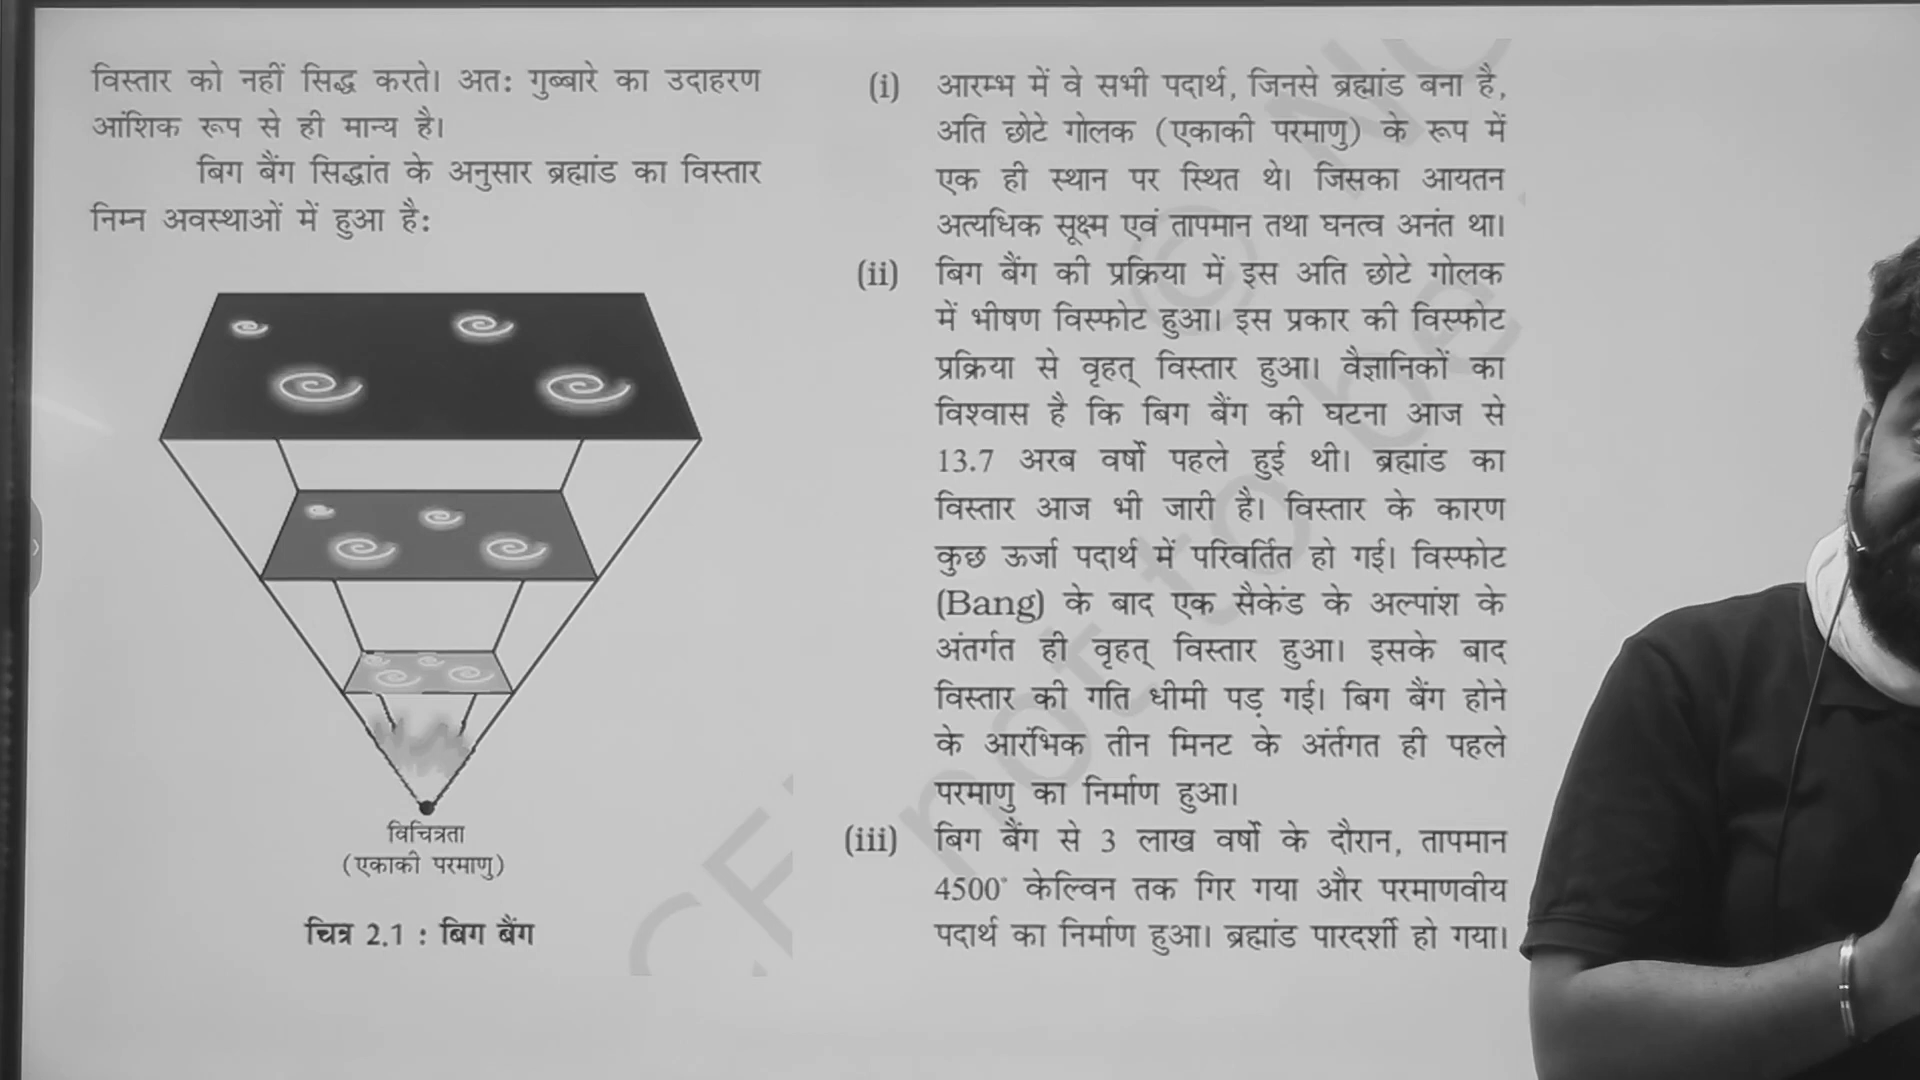 विस्तार को नहीं सिद्ध करते। अत: गुब्बारे का उदाहरण
आंशिक रूप से ही मान्य है।
बिग बैंग सिद्धांत के अनुसार ब्रह्मांड का विस्तार
निम्न अवस्थाओं में हुआ है:
विचित्रता
(एकाकी परमाणु)
चित्र 2.1 : बिग बैंग
(i) आरम्भ में वे सभी पदार्थ, जिनसे ब्रह्मांड बना है,
अति छोटे गोलक (एकाकी परमाणु) के रूप में
एक ही स्थान पर स्थित थे। जिसका आयतन
अत्यधिक सूक्ष्म एवं तापमान तथा घनत्व अनंत था।
(ii) बिग बैंग की प्रक्रिया में इस अति छोटे गोलक
में भीषण विस्फोट हुआ। इस प्रकार की विस्फोट
प्रक्रिया से वृहत् विस्तार हुआ। वैज्ञानिकों का
विश्वास है कि बिग बैंग की घटना आज से
13.7 अरब वर्षों पहले हुई थी। ब्रह्मांड का
विस्तार आज भी जारी है। विस्तार के कारण
कुछ ऊर्जा पदार्थ में परिवर्तित हो गई। विस्फोट
(Bang) के बाद एक सैकेंड के अल्पांश के
अंतर्गत ही वृहत् विस्तार हुआ। इसके बाद
विस्तार की गति धीमी पड़ गई। बिग बैंग होने
के आरंभिक तीन मिनट के अंर्तगत ही पहले
परमाणु का निर्माण हुआ।
(iii) बिग बैंग से 3 लाख वर्षों के दौरान, तापमान
4500° केल्विन तक गिर गया और परमाणवीय
पदार्थ का निर्माण हुआ। ब्रह्मांड पारदर्शी हो गया।
not to be